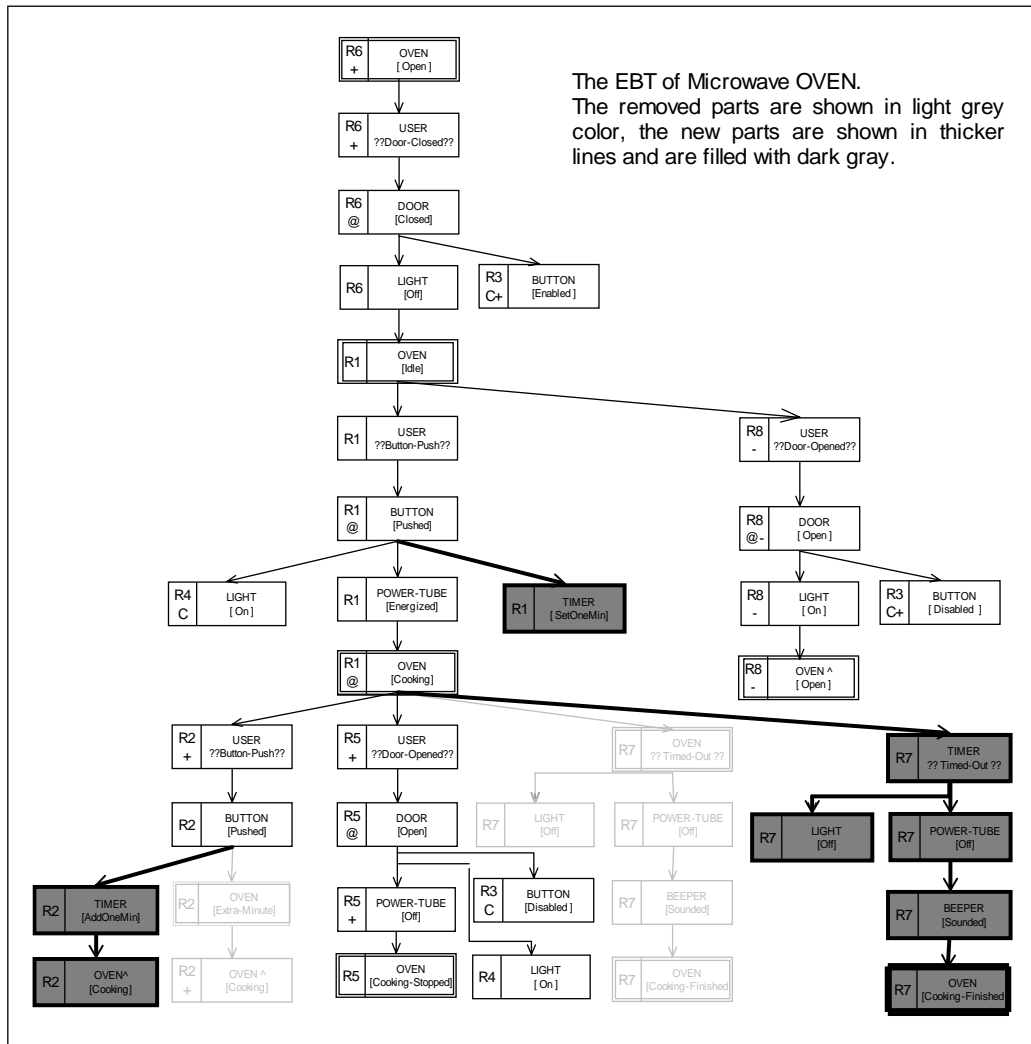 The EBT of Microwave OVEN.
The removed parts are shown in light grey
color, the new parts are shown in thicker
lines and are filled with dark gray.
R6
+
OVEN
[ Open ]
R6
+
USER
??Door-Closed??
R6
@
DOOR
[Closed]
R6
LIGHT
[Off]
R3
C+
BUTTON
[Enabled ]
R1
OVEN
[Idle]
R1
USER
??Button-Push??
R8
-
USER
??Door-Opened??
R1
@
BUTTON
[Pushed]
R8
@ -
DOOR
[ Open ]
R4
C
LIGHT
[ On ]
R1
POWER-TUBE
[Energized]
R1
TIMER
[ SetOneMin]
R8
-
LIGHT
[ On ]
R3
C+
BUTTON
[ Disabled ]
R1
@
OVEN
[Cooking]
R8
-
OVEN ^
[ Open ]
R2
+
USER
??Button-Push??
R5
+
USER
??Door-Opened??
R7
OVEN
?? Timed-Out ??
R7
TIMER
?? Timed-Out ??
R2
BUTTON
[Pushed]
R5
@
DOOR
[Open]
R7
LIGHT
[Off]
R7
POWER-TUBE
[Off]
R7
LIGHT
[Off]
R7
POWER-TUBE
[Off]
R2
TIMER
[AddOneMin]
R2
OVEN
[Extra-Minute]
R5
+
POWER-TUBE
[Off]
R3
C
BUTTON
[Disabled ]
R7
BEEPER
[Sounded]
R7
BEEPER
[Sounded]
R2
OVEN^
[Cooking]
R2
+
OVEN ^
[Cooking]
R5
OVEN
[Cooking-Stopped]
R4
LIGHT
[ On ]
R7
OVEN
[Cooking-Finished
R7
OVEN
[Cooking-Finished